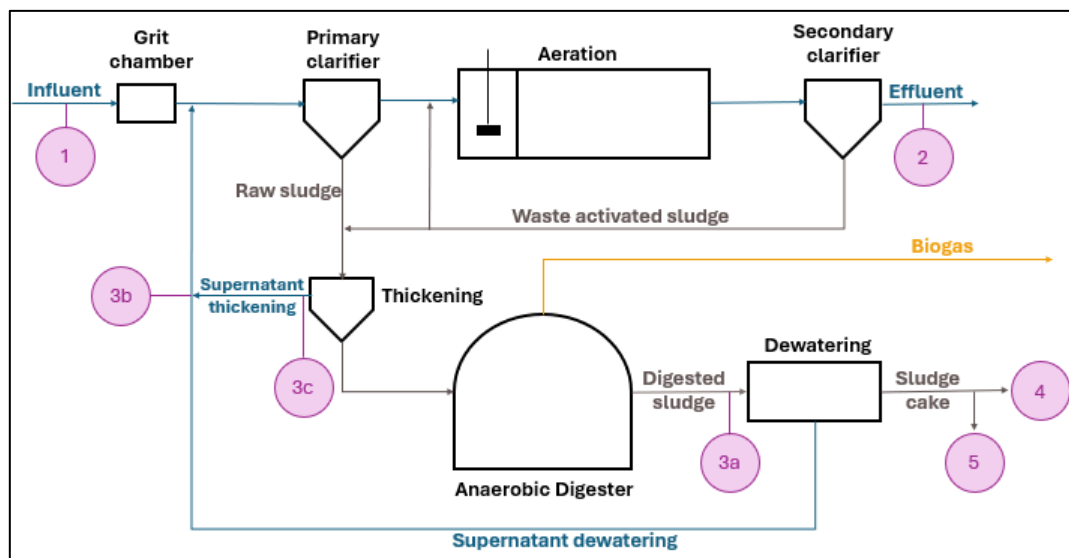 Grit
chamber
Primary
clarifier
Aeration
Secondary
clarifier
Influent
Effluent
1
2
Raw sludge
Waste activated sludge
Biogas
3b
Supernatant
thickening
Thickening
3c
Digested
sludge
Dewatering
Sludge
cake
4
3a
5
Anaerobic Digester
Supernatant dewatering